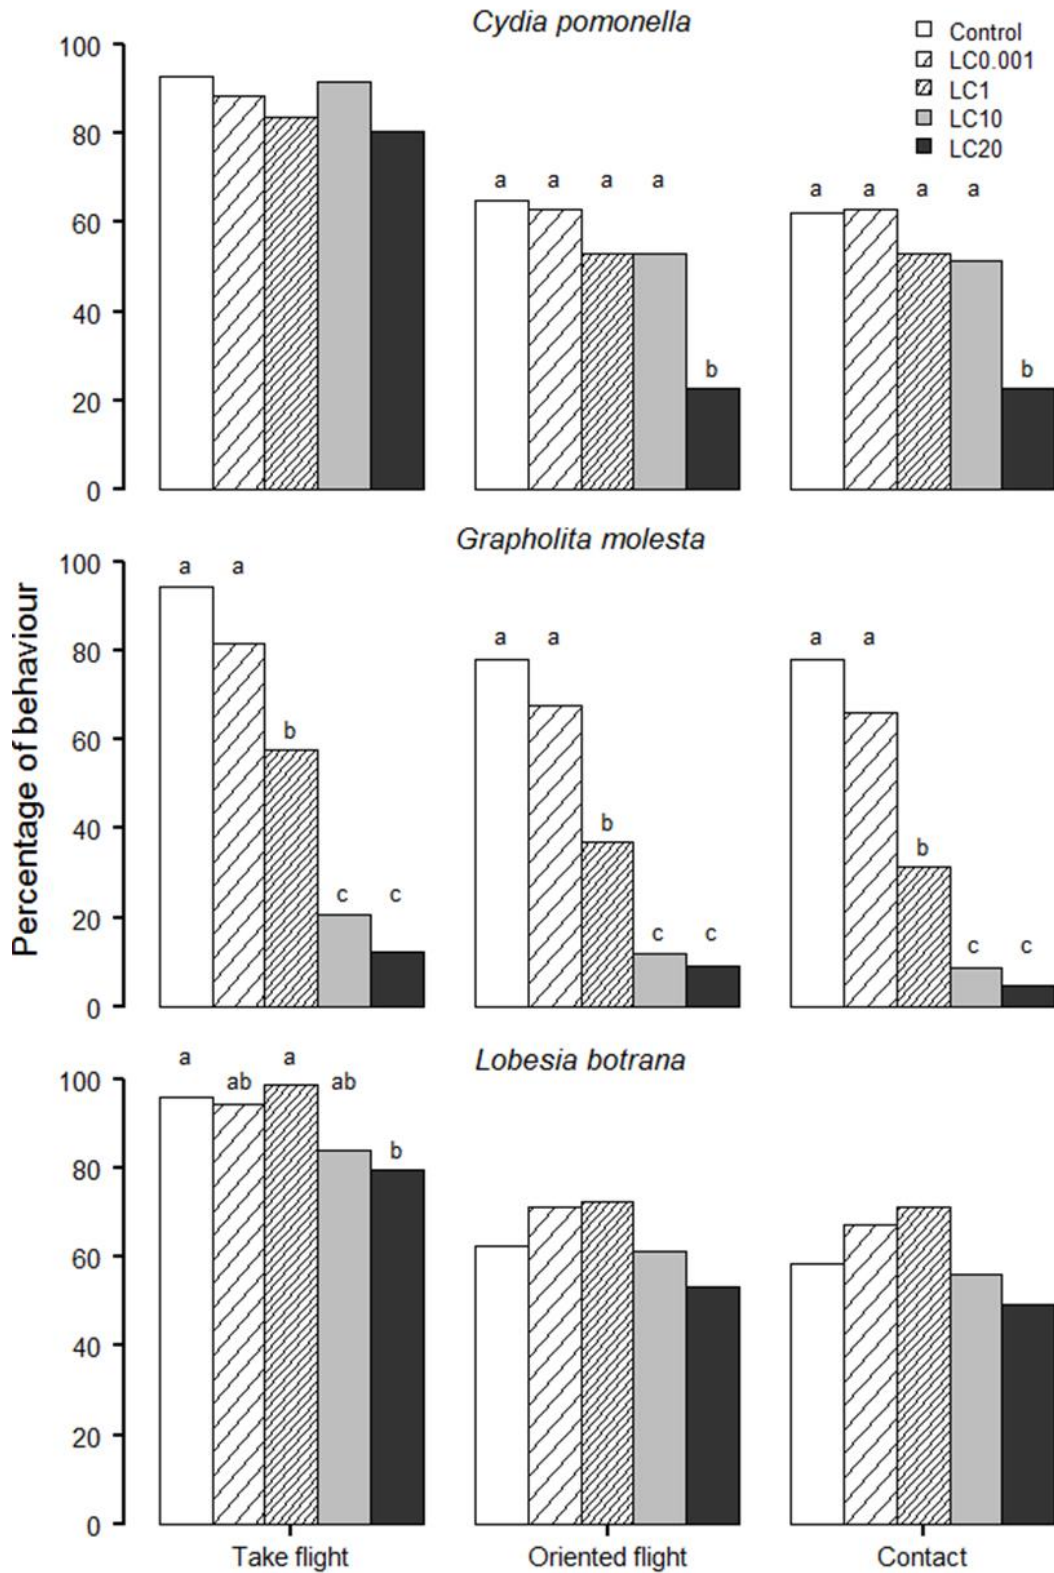 Cydia pomonella
Control
LC0.001
LC1
LC10
LC20
100
80
60
40
20
0
a a a a b
a a a a b
Percentage of behaviour
Grapholita molesta
100
80
60
40
20
0
a a b c c
a a b c c
a a b c c
Lobesia botrana
100
80
60
40
20
0
a ab a ab b
Take flight Oriented flight Contact